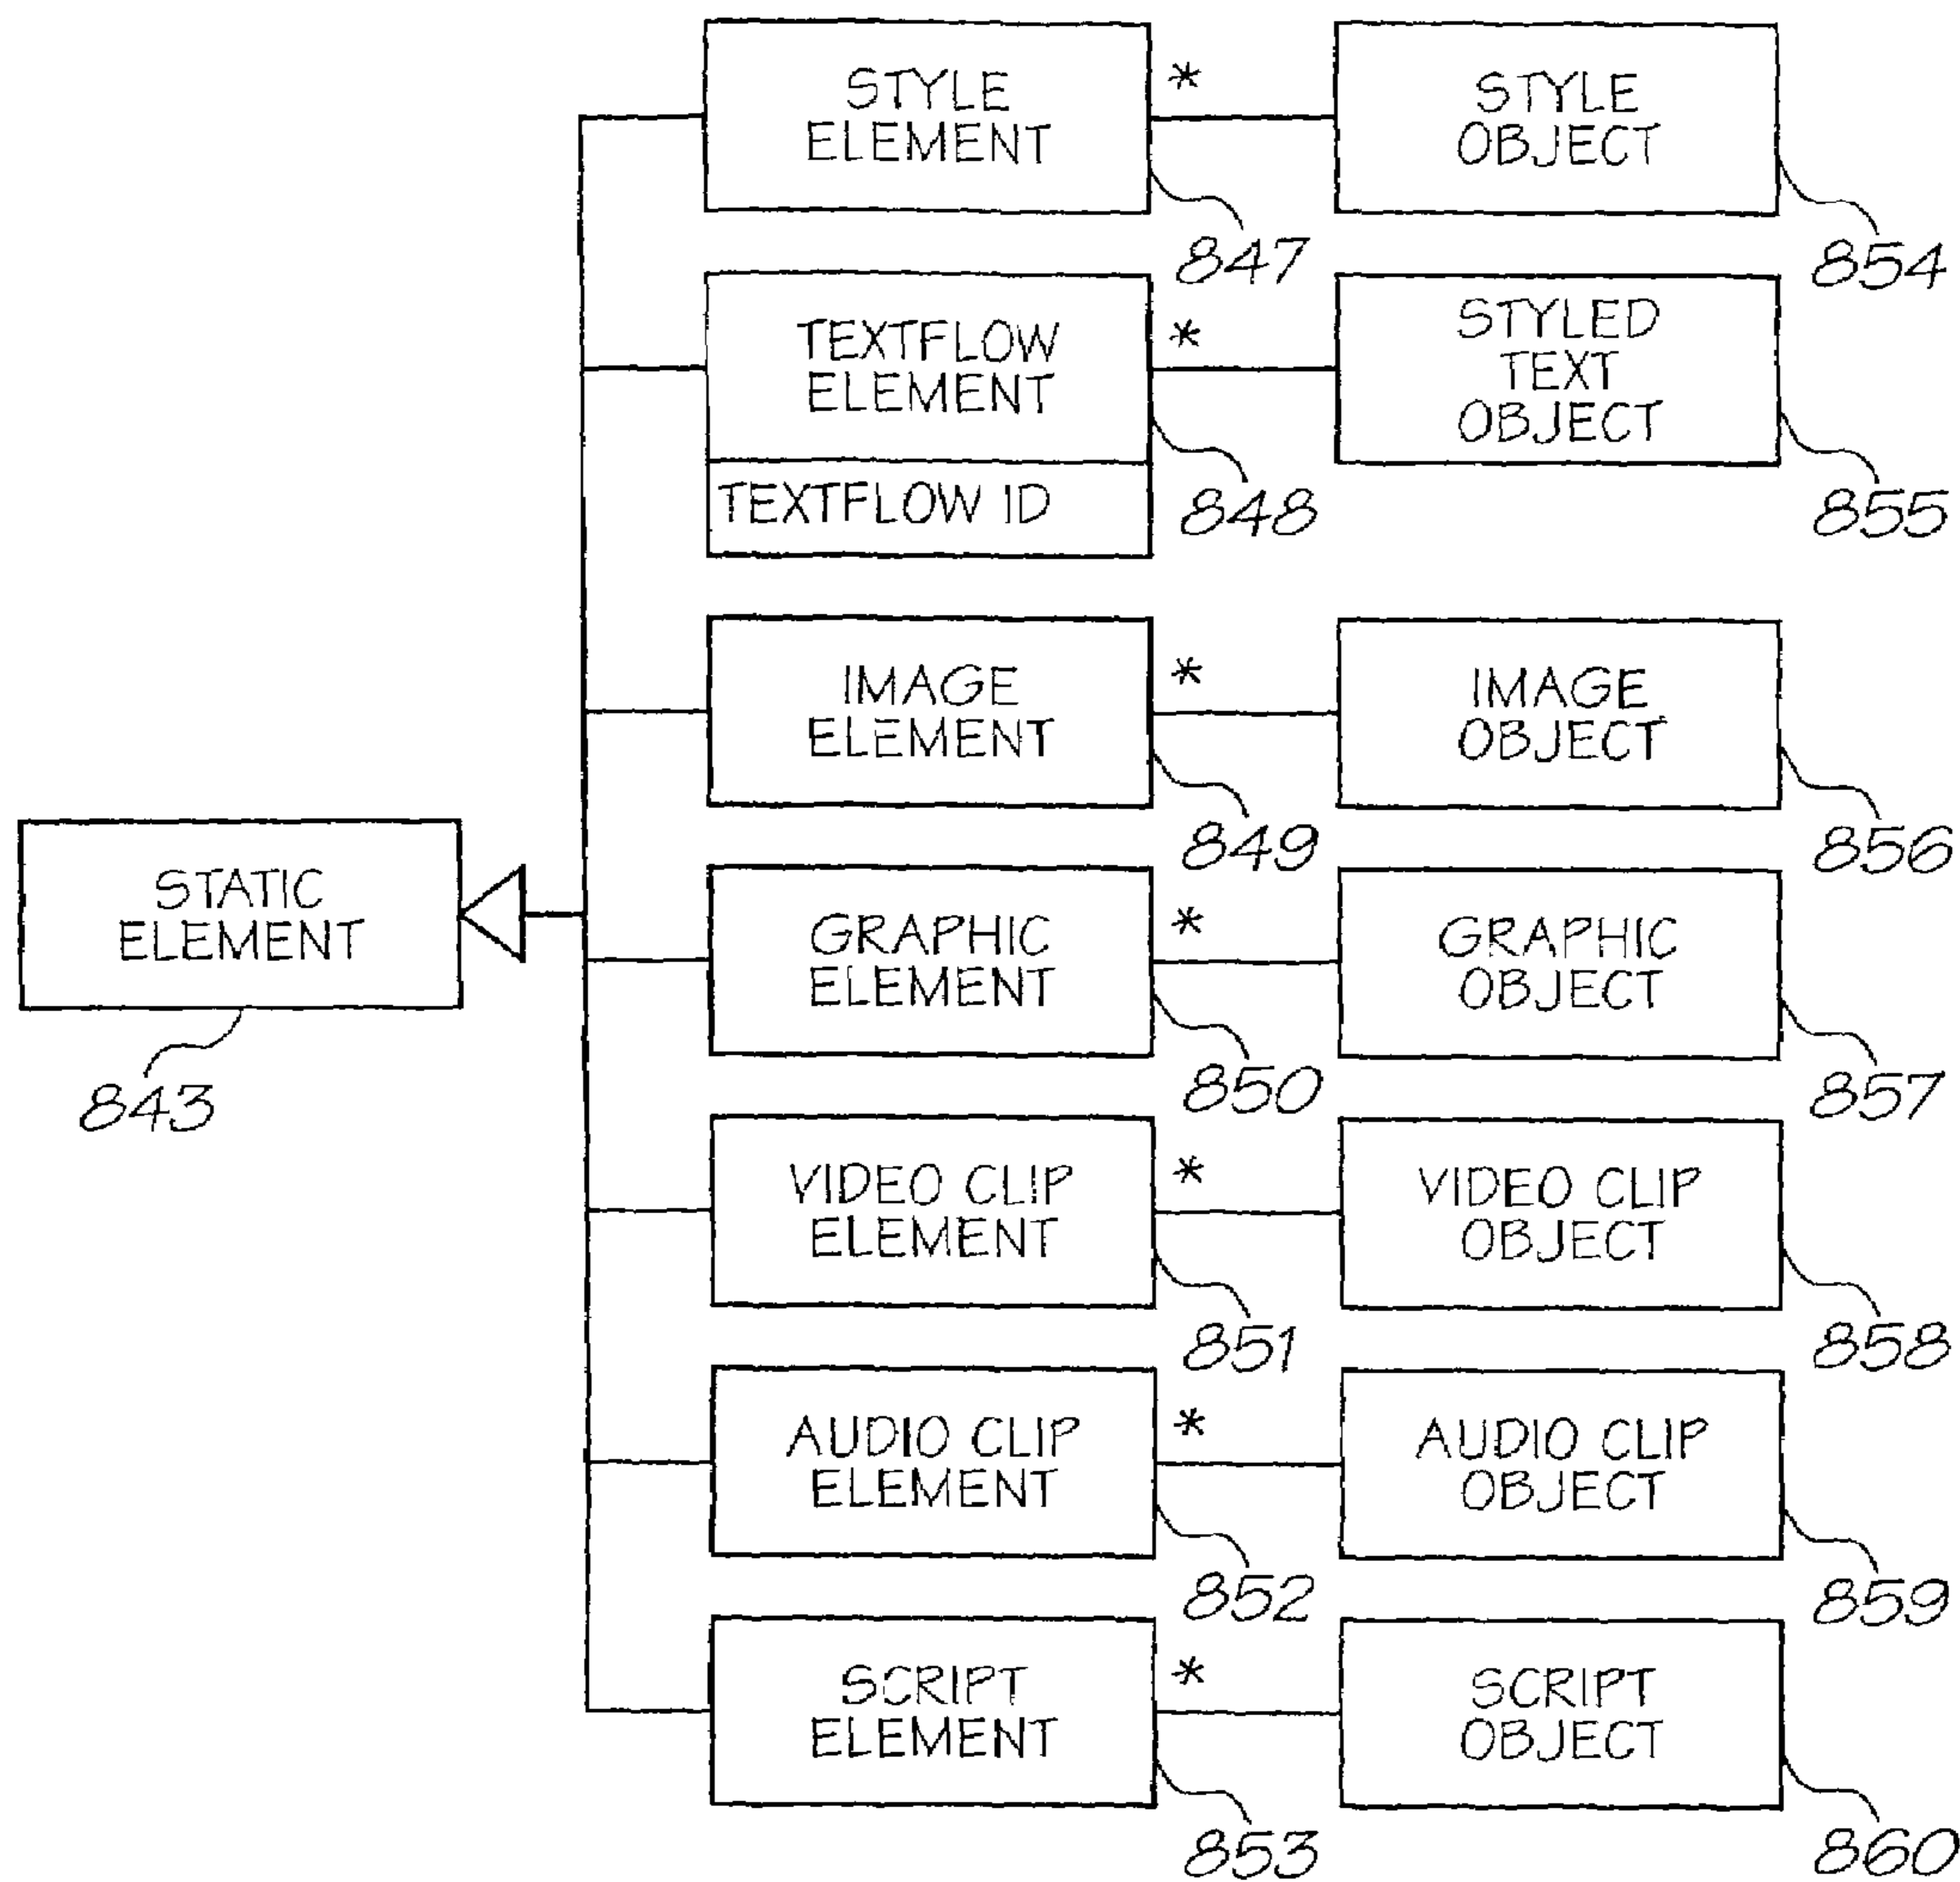 STYLE
ELEMENT
*
STYLE
OBJECT
847
854
TEXTFLOW
ELEMENT
TEXTFLOW ID
*
STYLED
TEXT
OBJECT
848
855
IMAGE
ELEMENT
*
IMAGE
OBJECT
849
856
STATIC
ELEMENT
843
GRAPHIC
ELEMENT
*
GRAPHIC
OBJECT
850
857
VIDEO CLIP
ELEMENT
*
VIDEO CLIP
OBJECT
851
858
AUDIO CLIP
ELEMENT
*
AUDIO CLIP
OBJECT
852
859
SCRIPT
ELEMENT
*
SCRIPT
OBJECT
853
860